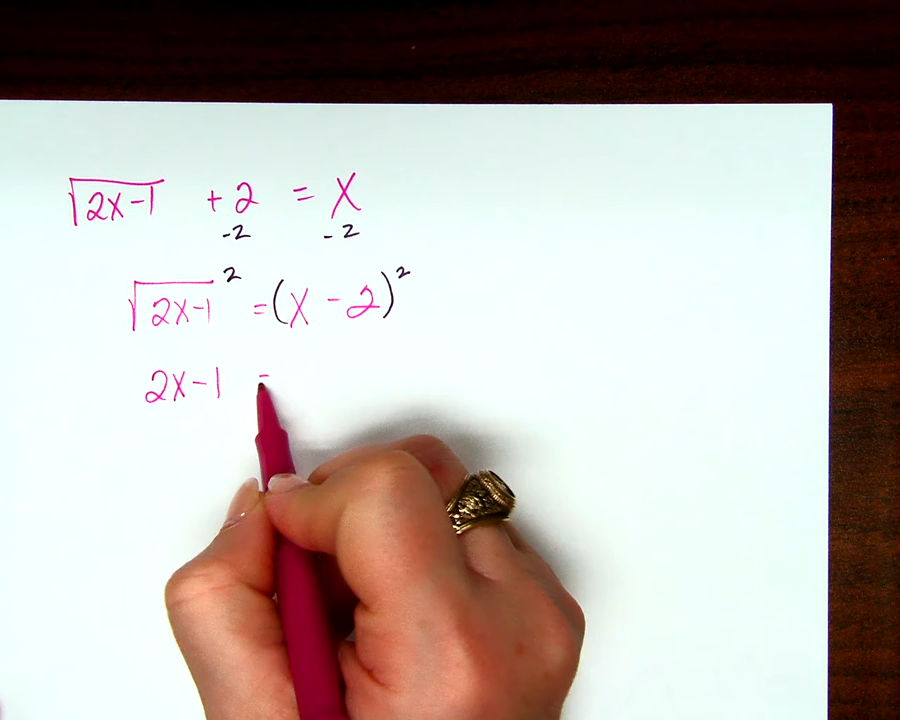 √2x-1 + 2 = x
-2 - 2
√2x-1² = (x - 2)²
2x-1 =